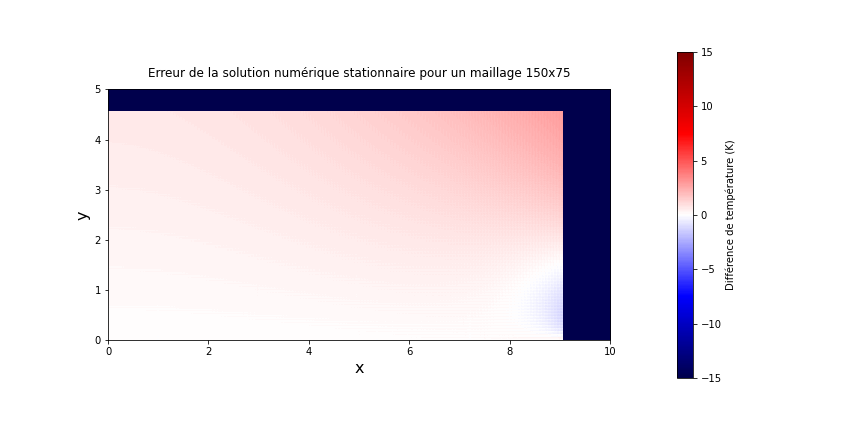 Erreur de la solution numérique stationnaire pour un maillage 150x75
5
4
3
2
1
0
y
0 2 4 6 8 10
x
15
10
5
0
−5
−10
−15
Différence de température (K)